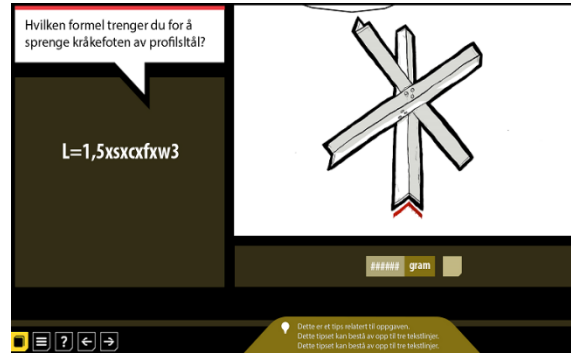 Hvilken formel trenger du for å
sprenge kråkefoten av profilsltål?
L=1,5xsxcxfxw3
###### gram
Dette er et tips relatert til oppgaven.
Dette tipset kan bestå av opp til tre tekstlinjer.
Dette tipset kan bestå av opp til tre tekstlinjer.
?